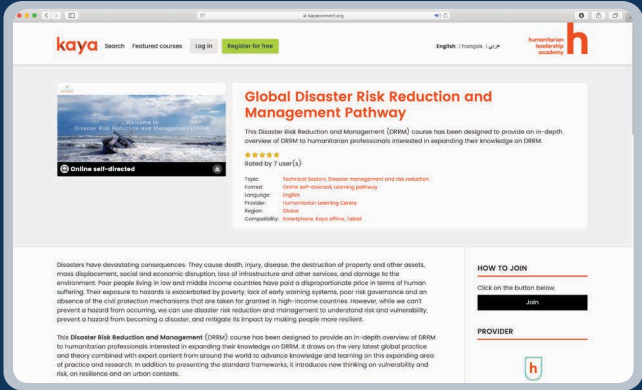 kayaconnect.org
kaya
Search
Featured courses
Log in
Register for free
English | Français | عربي
humanitarian
leadership
academy
h
Welcome to
Disaster Risk Reduction and Management (DRRM)
Online self-directed
Global Disaster Risk Reduction and
Management Pathway
This Disaster Risk Reduction and Management (DRRM) course has been designed to provide an in-depth
overview of DRRM to humanitarian professionals interested in expanding their knowledge on DRRM.
Rated by 7 user(s)
Topic: Technical Sectors, Disaster management and risk reduction
Format: Online self-directed, Learning pathway
Language: English
Provider: Humanitarian Learning Centre
Region: Global
Compatibility: Smartphone, Kaya offline, Tablet
Disasters have devastating consequences. They cause death, injury, disease, the destruction of property and other assets,
mass displacement, social and economic disruption, loss of infrastructure and other services, and damage to the
environment. Poor people living in low and middle income countries have paid a disproportionate price in terms of human
suffering. Their exposure to hazards is exacerbated by poverty, lack of early warning systems, poor risk governance and an
absence of the civil protection mechanisms that are taken for granted in high-income countries. However, while we can't
prevent a hazard from occurring, we can use disaster risk reduction and management to understand risk and vulnerability,
prevent a hazard from becoming a disaster, and mitigate its impact by making people more resilient.
This Disaster Risk Reduction and Management (DRRM) course has been designed to provide an in-depth overview of DRRM
to humanitarian professionals interested in expanding their knowledge on DRRM. It draws on the very latest global practice
and theory combined with expert content from around the world to advance knowledge and learning on this expanding area
of practice and research. In addition to presenting the standard frameworks, it introduces new thinking on vulnerability and
risk, on resilience and on urban contexts.
HOW TO JOIN
Click on the button below.
Join
PROVIDER
h